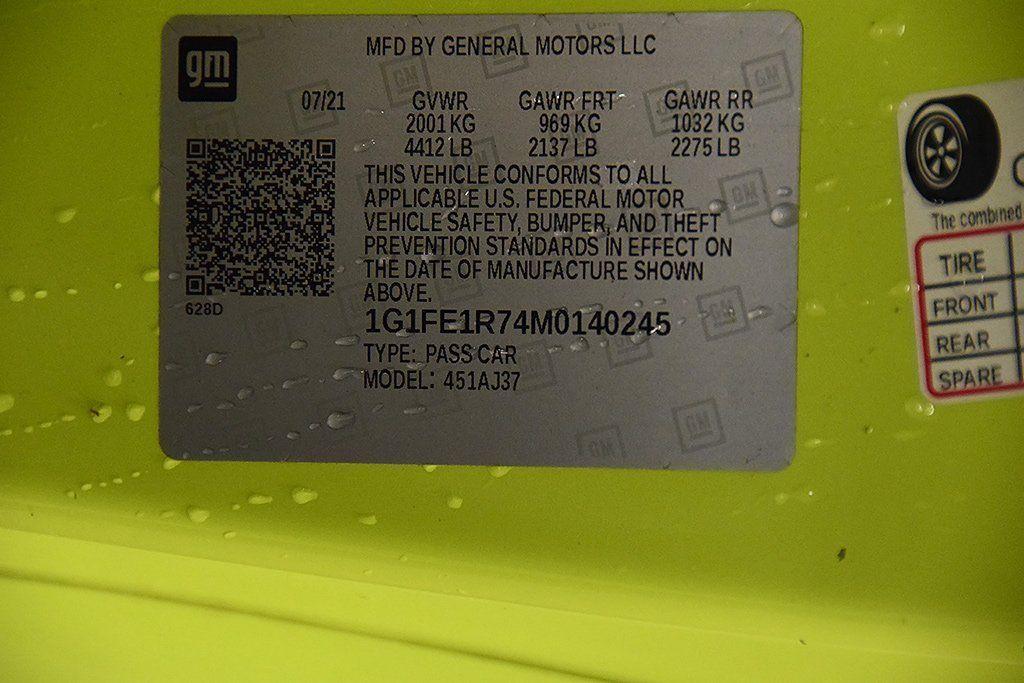 gm
MFD BY GENERAL MOTORS LLC
07/21 GVWR GAWR FRT GAWR RR
2001 KG 969 KG 1032 KG
4412 LB 2137 LB 2275 LB
THIS VEHICLE CONFORMS TO ALL
APPLICABLE U.S. FEDERAL MOTOR
VEHICLE SAFETY, BUMPER, AND THEFT
PREVENTION STANDARDS IN EFFECT ON
THE DATE OF MANUFACTURE SHOWN
ABOVE.
628D
1G1FE1R74M0140245
TYPE: PASS CAR
MODEL: 451AJ37
The combined
TIRE
FRONT
REAR
SPARE